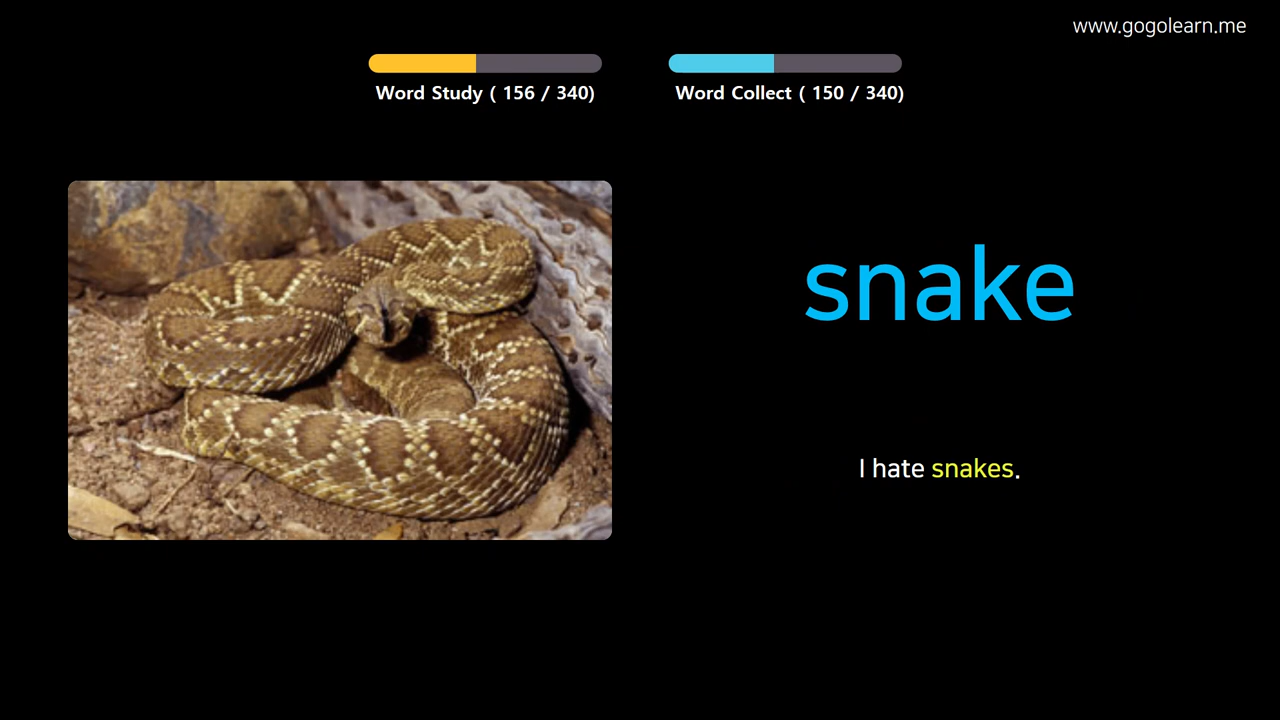 www.gogolearn.me
Word Study ( 156 / 340)
Word Collect ( 150 / 340)
snake
I hate snakes.